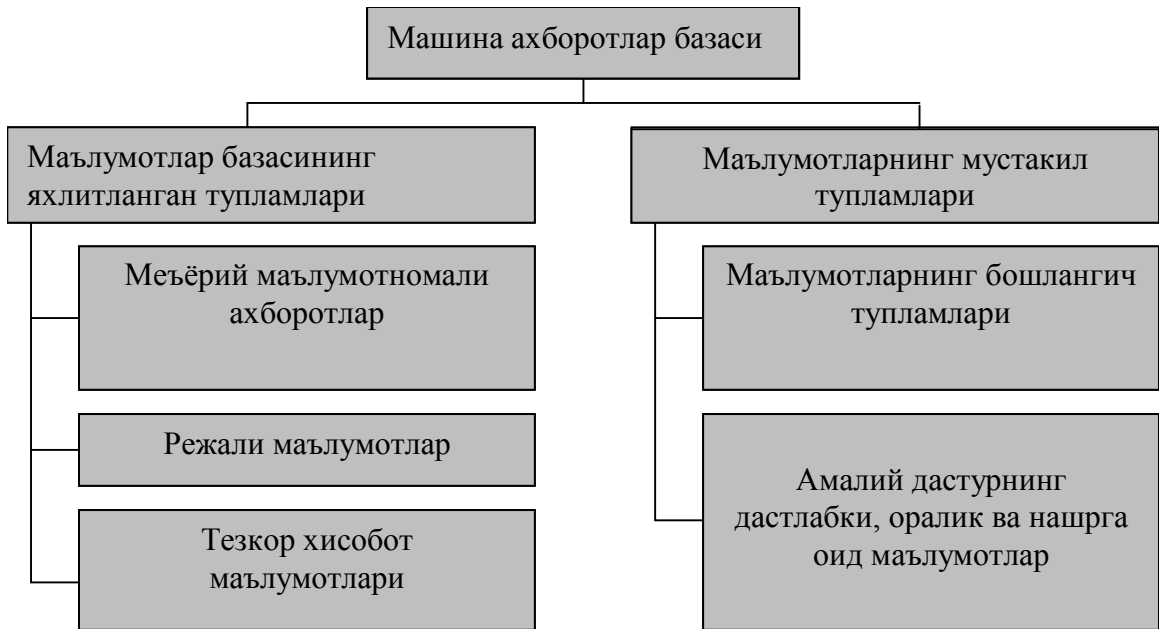 Машина ахборотлар базаси
Маълумотлар базасининг
яхлитланган тупламлари
Меъёрий маълумотномали
ахборотлар
Режали маълумотлар
Тезкор хисобот
маълумотлари
Маълумотларнинг мустакил
тупламлари
Маълумотларнинг бошлангич
тупламлари
Амалий дастурнинг
дастлабки, оралик ва нашрга
оид маълумотлар